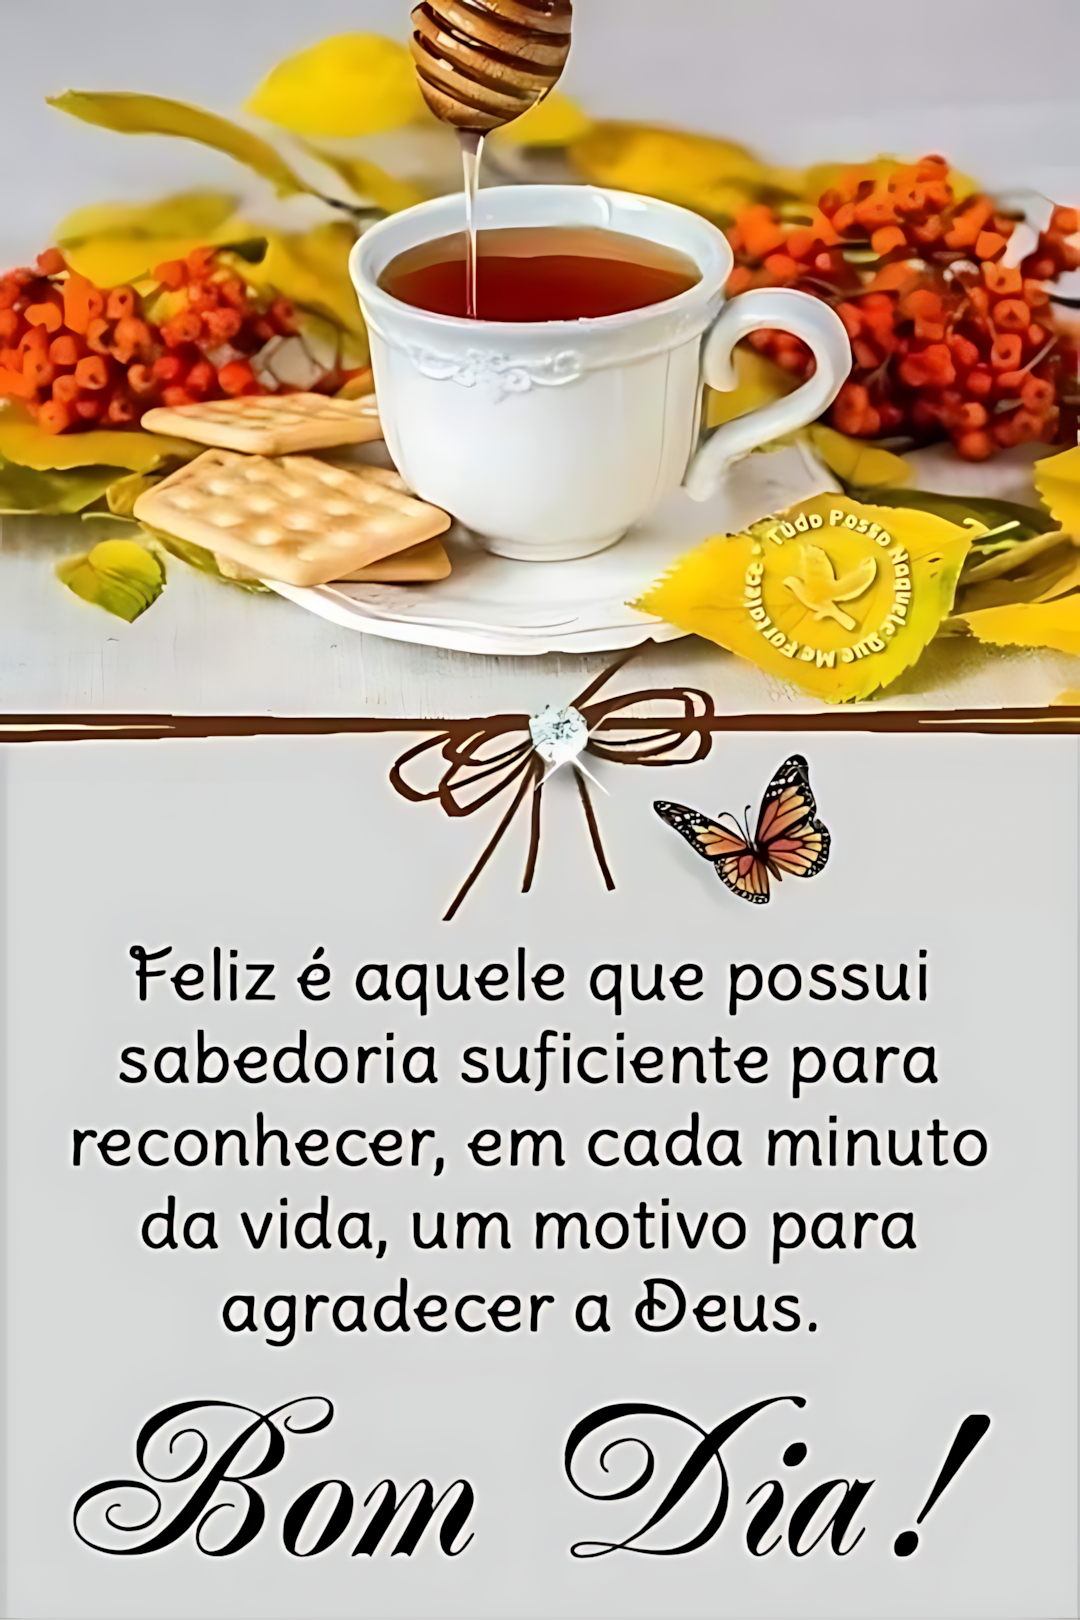 Tudo Posso Naquele Que Me Fortalece
Feliz é aquele que possui
sabedoria suficiente para
reconhecer, em cada minuto
da vida, um motivo para
agradecer a Deus.
Bom Dia!